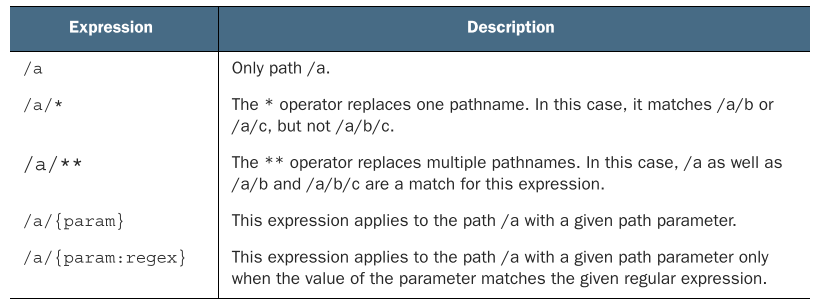 Expression Description
/a Only path /a.
/a/* The * operator replaces one pathname. In this case, it matches /a/b or
/a/c, but not /a/b/c.
/a/** The ** operator replaces multiple pathnames. In this case, /a as well as
/a/b and /a/b/c are a match for this expression.
/a/{param} This expression applies to the path /a with a given path parameter.
/a/{param:regex} This expression applies to the path /a with a given path parameter only
when the value of the parameter matches the given regular expression.